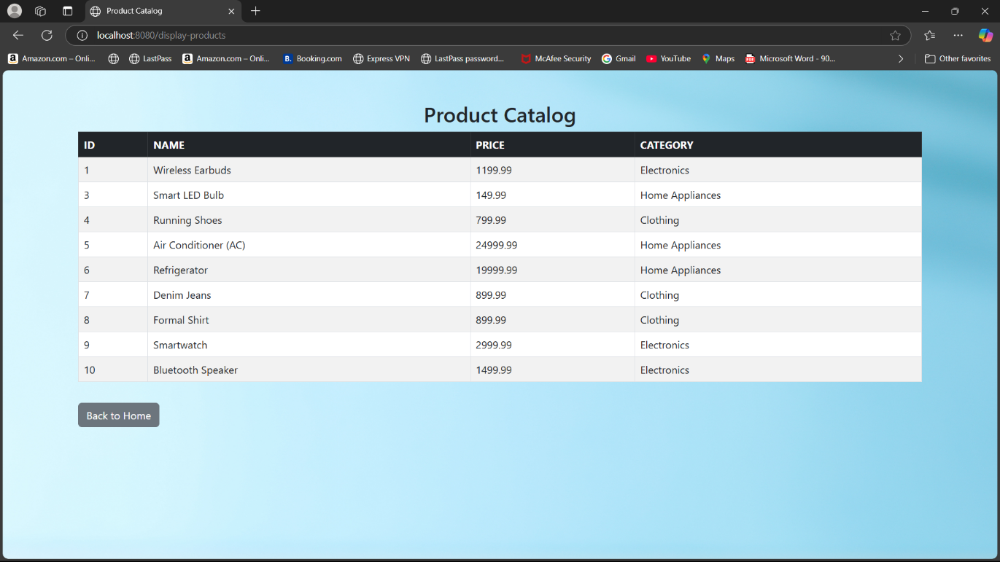 Product Catalog
localhost:8080/display-products
Amazon.com – Onli... LastPass Amazon.com – Onli... B. Booking.com Express VPN LastPass password... McAfee Security Gmail YouTube Maps Microsoft Word - 90... Other favorites
Product Catalog
ID NAME PRICE CATEGORY
1 Wireless Earbuds 1199.99 Electronics
3 Smart LED Bulb 149.99 Home Appliances
4 Running Shoes 799.99 Clothing
5 Air Conditioner (AC) 24999.99 Home Appliances
6 Refrigerator 19999.99 Home Appliances
7 Denim Jeans 899.99 Clothing
8 Formal Shirt 899.99 Clothing
9 Smartwatch 2999.99 Electronics
10 Bluetooth Speaker 1499.99 Electronics
Back to Home